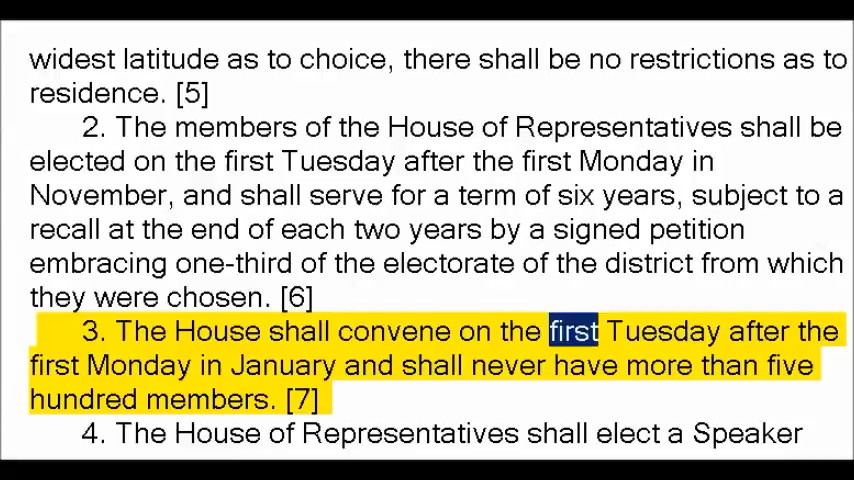 widest latitude as to choice, there shall be no restrictions as to
residence. [5]
2. The members of the House of Representatives shall be
elected on the first Tuesday after the first Monday in
November, and shall serve for a term of six years, subject to a
recall at the end of each two years by a signed petition
embracing one-third of the electorate of the district from which
they were chosen. [6]
3. The House shall convene on the first Tuesday after the
first Monday in January and shall never have more than five
hundred members. [7]
4. The House of Representatives shall elect a Speaker